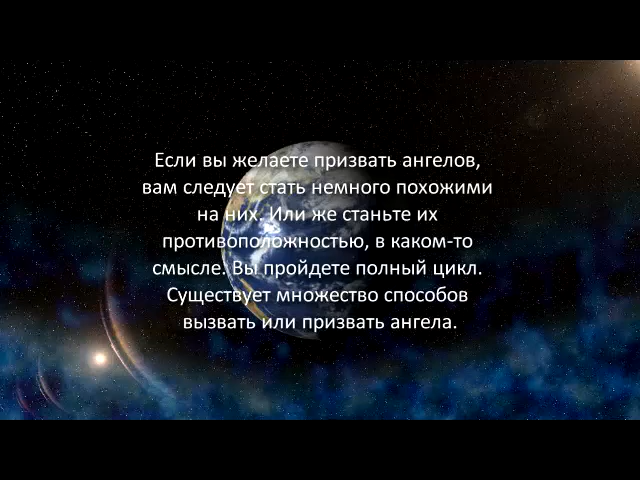 Если вы желаете призвать ангелов,
вам следует стать немного похожими
на них. Или же станьте их
противоположностью, в каком-то
смысле. Вы пройдете полный цикл.
Существует множество способов
вызвать или призвать ангела.